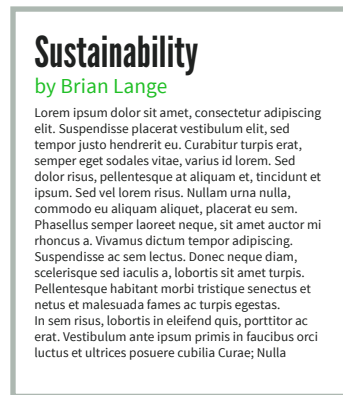 Sustainability
by Brian Lange
Lorem ipsum dolor sit amet, consectetur adipiscing
elit. Suspendisse placerat vestibulum elit, sed
tempor justo hendrerit eu. Curabitur turpis erat,
semper eget sodales vitae, varius id lorem. Sed
dolor risus, pellentesque at aliquam et, tincidunt et
ipsum. Sed vel lorem risus. Nullam urna nulla,
commodo eu aliquam aliquet, placerat eu sem.
Phasellus semper laoreet neque, sit amet auctor mi
rhoncus a. Vivamus dictum tempor adipiscing.
Suspendisse ac sem lectus. Donec neque diam,
scelerisque sed iaculis a, lobortis sit amet turpis.
Pellentesque habitant morbi tristique senectus et
netus et malesuada fames ac turpis egestas.
In sem risus, lobortis in eleifend quis, porttitor ac
erat. Vestibulum ante ipsum primis in faucibus orci
luctus et ultrices posuere cubilia Curae; Nulla